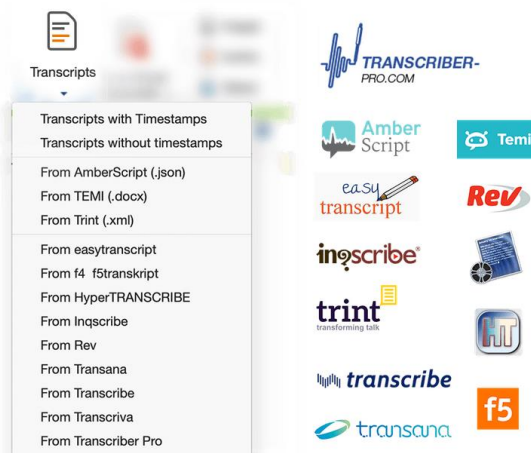 Transcripts
Transcripts with Timestamps
Transcripts without timestamps
From AmberScript (.json)
From TEMI (.docx)
From Trint (.xml)
From easytranscript
From f4 f5transkript
From HyperTRANSCRIBE
From Inqscribe
From Rev
From Transana
From Transcribe
From Transcriva
From Transcriber Pro
TRANSCRIBER-
PRO.COM
Amber
Script
Temi
easy
transcript
Rev
inqscribe®
trint
transforming talk
HT
transcribe
f5
transana